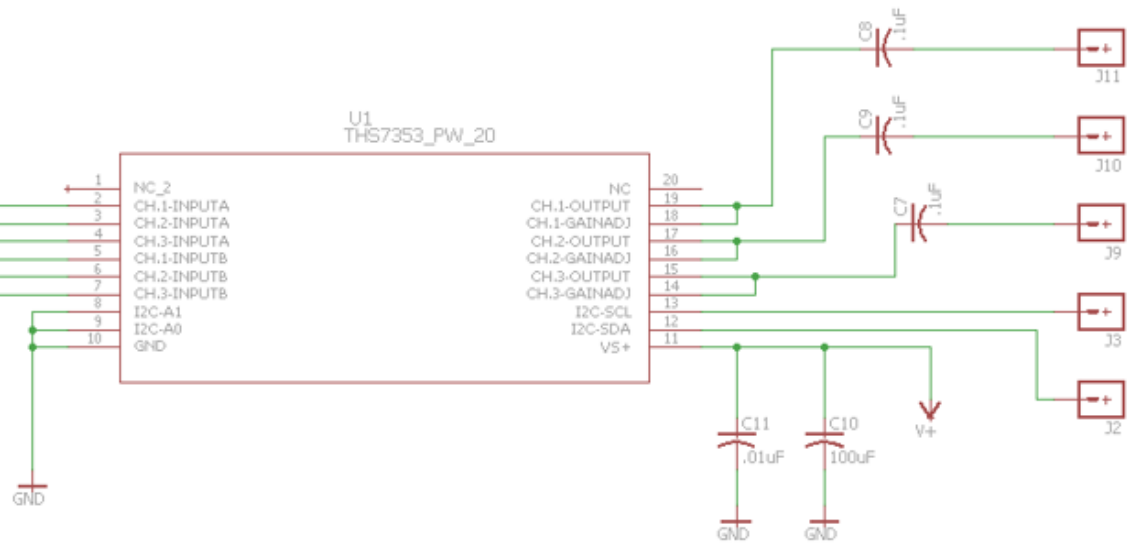 C8
.1uF
J11
C9
.1uF
J10
U1
THS7353_PW_20
1
NC_2
NC
20
2
CH.1-INPUTA
CH.1-OUTPUT
19
3
CH.2-INPUTA
CH.1-GAINADJ
18
4
CH.3-INPUTA
CH.2-OUTPUT
17
5
CH.1-INPUTB
CH.2-GAINADJ
16
6
CH.2-INPUTB
CH.3-OUTPUT
15
7
CH.3-INPUTB
CH.3-GAINADJ
14
8
I2C-A1
I2C-SCL
13
9
I2C-A0
I2C-SDA
12
10
GND
VS+
11
C7
.1uF
J9
J3
J2
C11
.01uF
C10
100uF
V+
GND
GND
GND